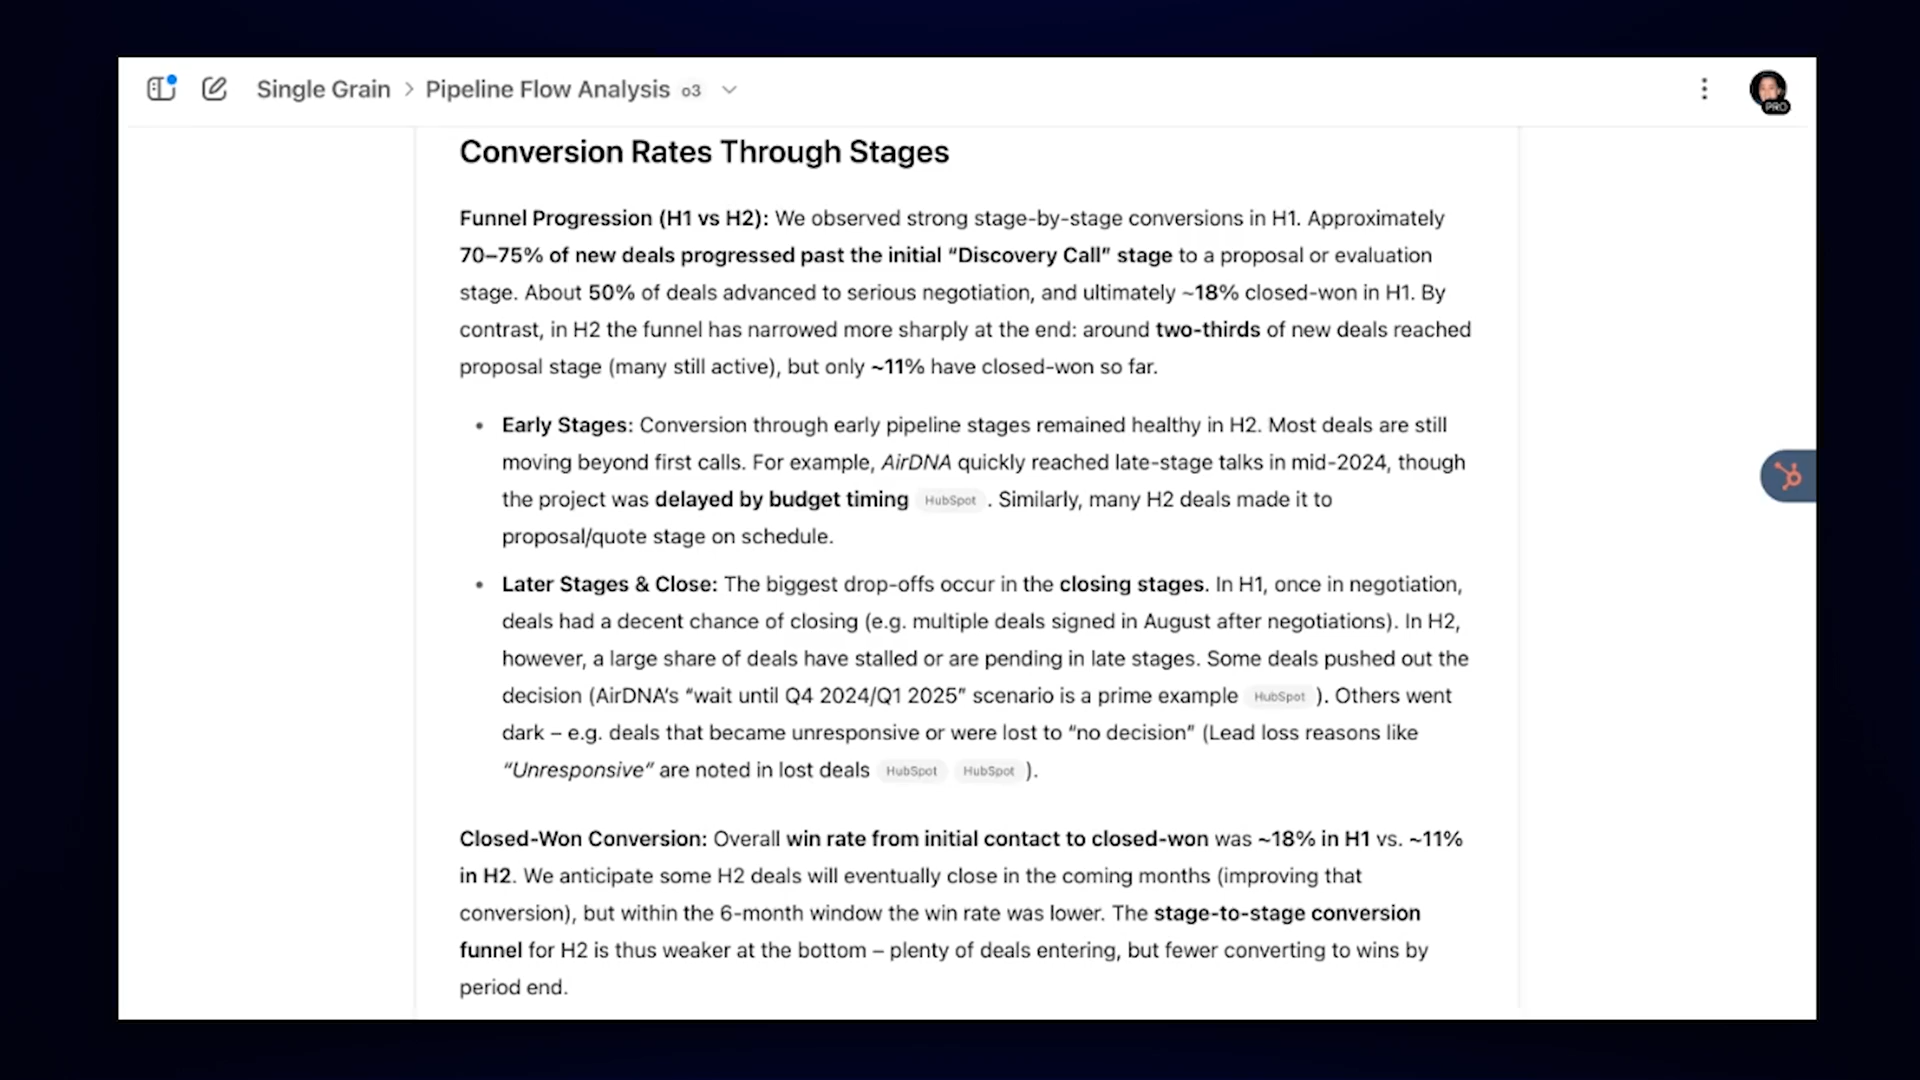 Single Grain > Pipeline Flow Analysis o3
PRO
Conversion Rates Through Stages
Funnel Progression (H1 vs H2): We observed strong stage-by-stage conversions in H1. Approximately
70–75% of new deals progressed past the initial “Discovery Call” stage to a proposal or evaluation
stage. About 50% of deals advanced to serious negotiation, and ultimately ~18% closed-won in H1. By
contrast, in H2 the funnel has narrowed more sharply at the end: around two-thirds of new deals reached
proposal stage (many still active), but only ~11% have closed-won so far.
• Early Stages: Conversion through early pipeline stages remained healthy in H2. Most deals are still
moving beyond first calls. For example, AirDNA quickly reached late-stage talks in mid-2024, though
the project was delayed by budget timing HubSpot . Similarly, many H2 deals made it to
proposal/quote stage on schedule.
• Later Stages & Close: The biggest drop-offs occur in the closing stages. In H1, once in negotiation,
deals had a decent chance of closing (e.g. multiple deals signed in August after negotiations). In H2,
however, a large share of deals have stalled or are pending in late stages. Some deals pushed out the
decision (AirDNA’s “wait until Q4 2024/Q1 2025” scenario is a prime example HubSpot ). Others went
dark – e.g. deals that became unresponsive or were lost to “no decision” (Lead loss reasons like
“Unresponsive” are noted in lost deals HubSpot HubSpot ).
Closed-Won Conversion: Overall win rate from initial contact to closed-won was ~18% in H1 vs. ~11%
in H2. We anticipate some H2 deals will eventually close in the coming months (improving that
conversion), but within the 6-month window the win rate was lower. The stage-to-stage conversion
funnel for H2 is thus weaker at the bottom – plenty of deals entering, but fewer converting to wins by
period end.